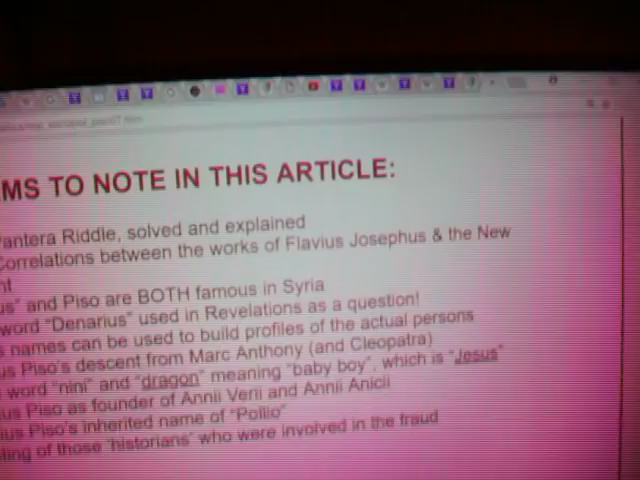 MS TO NOTE IN THIS ARTICLE:
Pantera Riddle, solved and explained
Correlations between the works of Flavius Josephus & the New
nt
us" and Piso are BOTH famous in Syria
word "Denarius" used in Revelations as a question!
s names can be used to build profiles of the actual persons
us Piso's descent from Marc Anthony (and Cleopatra)
word "nini" and "dragon" meaning "baby boy", which is "Jesus"
ius Piso as founder of Annii Verii and Annii Anicii
ius Piso's inherited name of "Pollio"
ling of those "historians" who were involved in the fraud